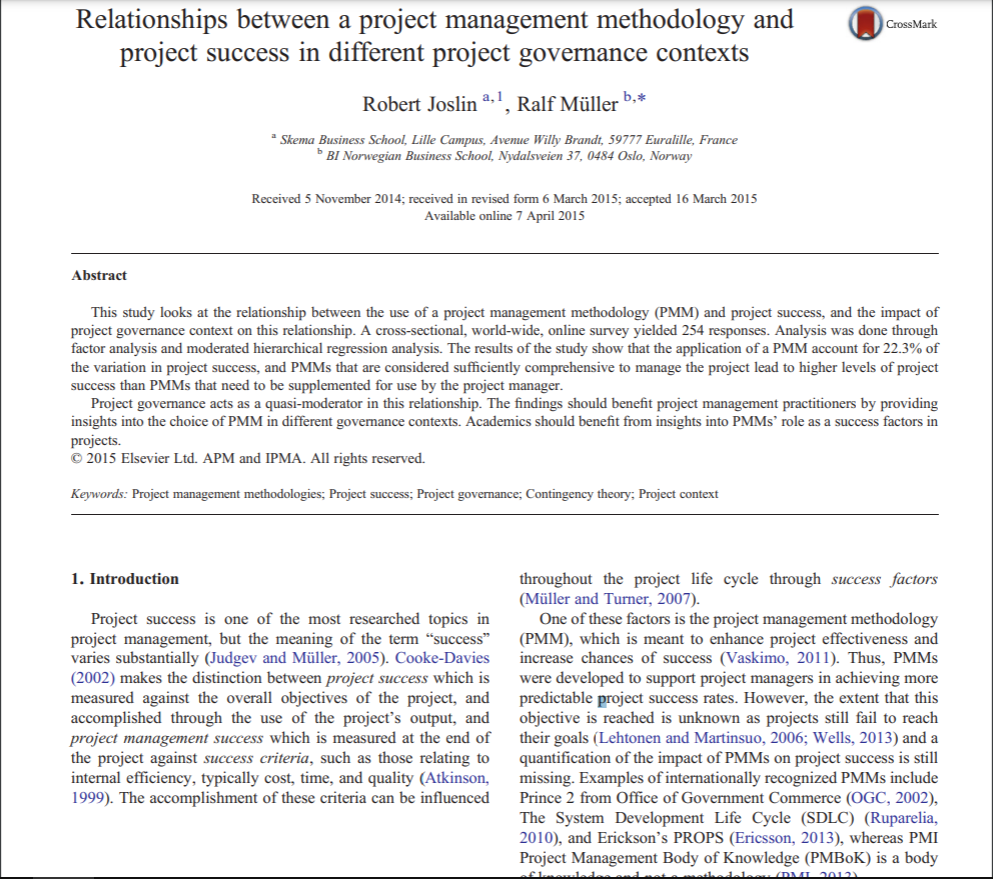 Relationships between a project management methodology and
project success in different project governance contexts
CrossMark
Robert Joslin a,1, Ralf Müller b,*
a Skema Business School, Lille Campus, Avenue Willy Brandt, 59777 Euralille, France
b BI Norwegian Business School, Nydalsveien 37, 0484 Oslo, Norway
Received 5 November 2014; received in revised form 6 March 2015; accepted 16 March 2015
Available online 7 April 2015
Abstract
This study looks at the relationship between the use of a project management methodology (PMM) and project success, and the impact of
project governance context on this relationship. A cross-sectional, world-wide, online survey yielded 254 responses. Analysis was done through
factor analysis and moderated hierarchical regression analysis. The results of the study show that the application of a PMM account for 22.3% of
the variation in project success, and PMMs that are considered sufficiently comprehensive to manage the project lead to higher levels of project
success than PMMs that need to be supplemented for use by the project manager.
Project governance acts as a quasi-moderator in this relationship. The findings should benefit project management practitioners by providing
insights into the choice of PMM in different governance contexts. Academics should benefit from insights into PMMs' role as a success factors in
projects.
© 2015 Elsevier Ltd. APM and IPMA. All rights reserved.
Keywords: Project management methodologies; Project success; Project governance; Contingency theory; Project context
1. Introduction
Project success is one of the most researched topics in
project management, but the meaning of the term “success”
varies substantially (Judgev and Müller, 2005). Cooke-Davies
(2002) makes the distinction between project success which is
measured against the overall objectives of the project, and
accomplished through the use of the project's output, and
project management success which is measured at the end of
the project against success criteria, such as those relating to
internal efficiency, typically cost, time, and quality (Atkinson,
1999). The accomplishment of these criteria can be influenced
throughout the project life cycle through success factors
(Müller and Turner, 2007).
One of these factors is the project management methodology
(PMM), which is meant to enhance project effectiveness and
increase chances of success (Vaskimo, 2011). Thus, PMMs
were developed to support project managers in achieving more
predictable project success rates. However, the extent that this
objective is reached is unknown as projects still fail to reach
their goals (Lehtonen and Martinsuo, 2006; Wells, 2013) and a
quantification of the impact of PMMs on project success is still
missing. Examples of internationally recognized PMMs include
Prince 2 from Office of Government Commerce (OGC, 2002),
The System Development Life Cycle (SDLC) (Ruparelia,
2010), and Erickson's PROPS (Ericsson, 2013), whereas PMI
Project Management Body of Knowledge (PMBoK) is a body
of knowledge and not a methodology (PMI, 2013)